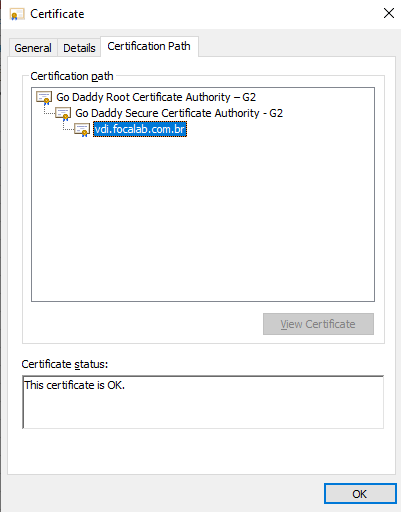 Certificate
General Details Certification Path
Certification path
Go Daddy Root Certificate Authority – G2
Go Daddy Secure Certificate Authority - G2
vdi.focalab.com.br
View Certificate
Certificate status:
This certificate is OK.
OK